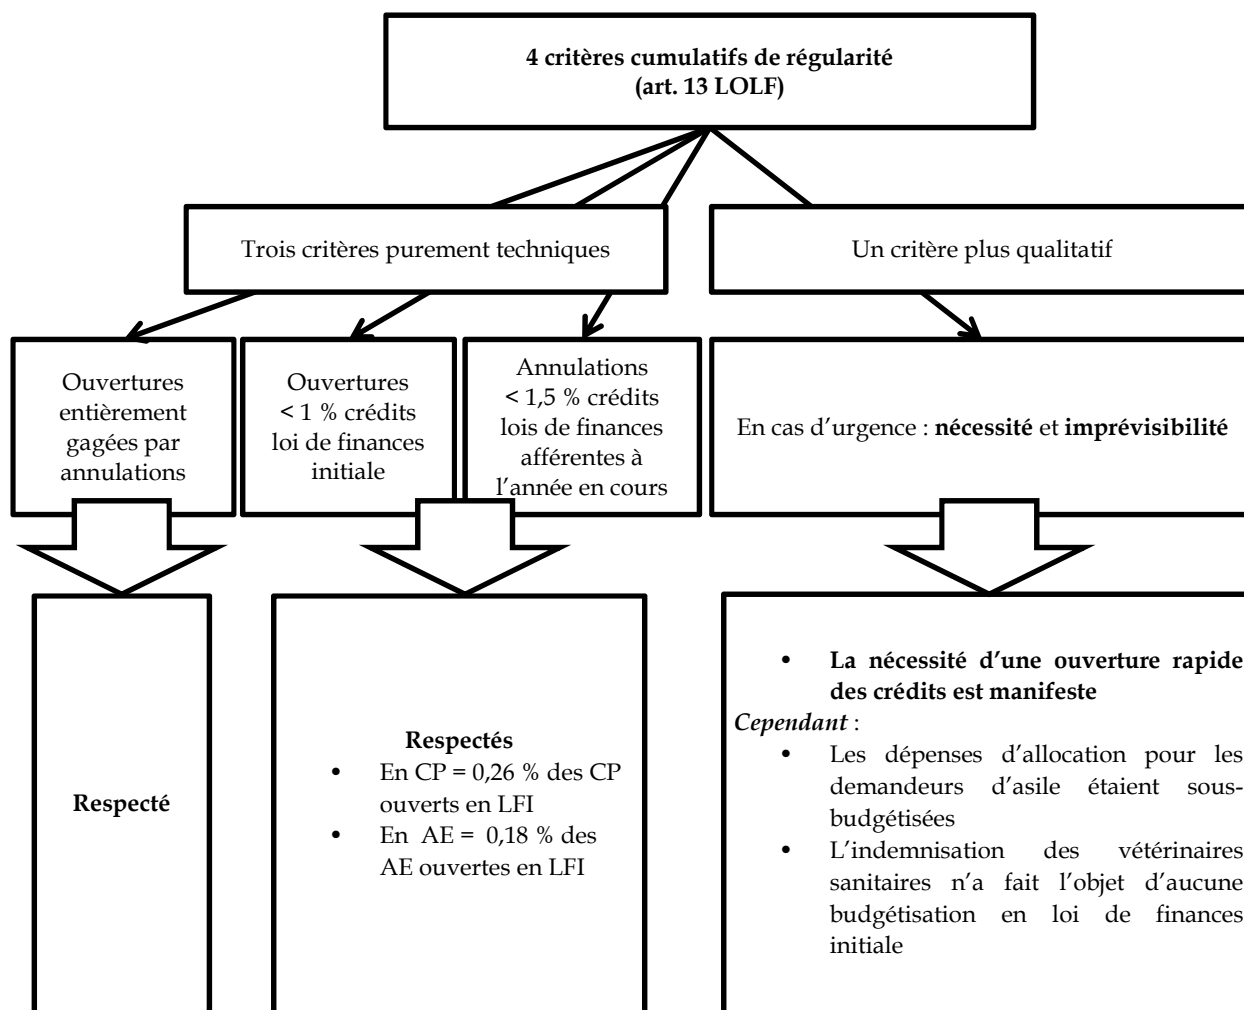 4 critères cumulatifs de régularité
(art. 13 LOLF)
Trois critères purement techniques
Un critère plus qualitatif
Ouvertures
entièrement
gagées par
annulations
Ouvertures
< 1 % crédits
loi de finances
initiale
Annulations
< 1,5 % crédits
lois de finances
afférentes à
l’année en cours
En cas d’urgence : nécessité et imprévisibilité
Respecté
Respectés
• En CP = 0,26 % des CP
ouverts en LFI
• En AE = 0,18 % des
AE ouvertes en LFI
• La nécessité d’une ouverture rapide
des crédits est manifeste
Cependant :
• Les dépenses d’allocation pour les
demandeurs d’asile étaient sous-
budgétisées
• L’indemnisation des vétérinaires
sanitaires n’a fait l’objet d’aucune
budgétisation en loi de finances
initiale